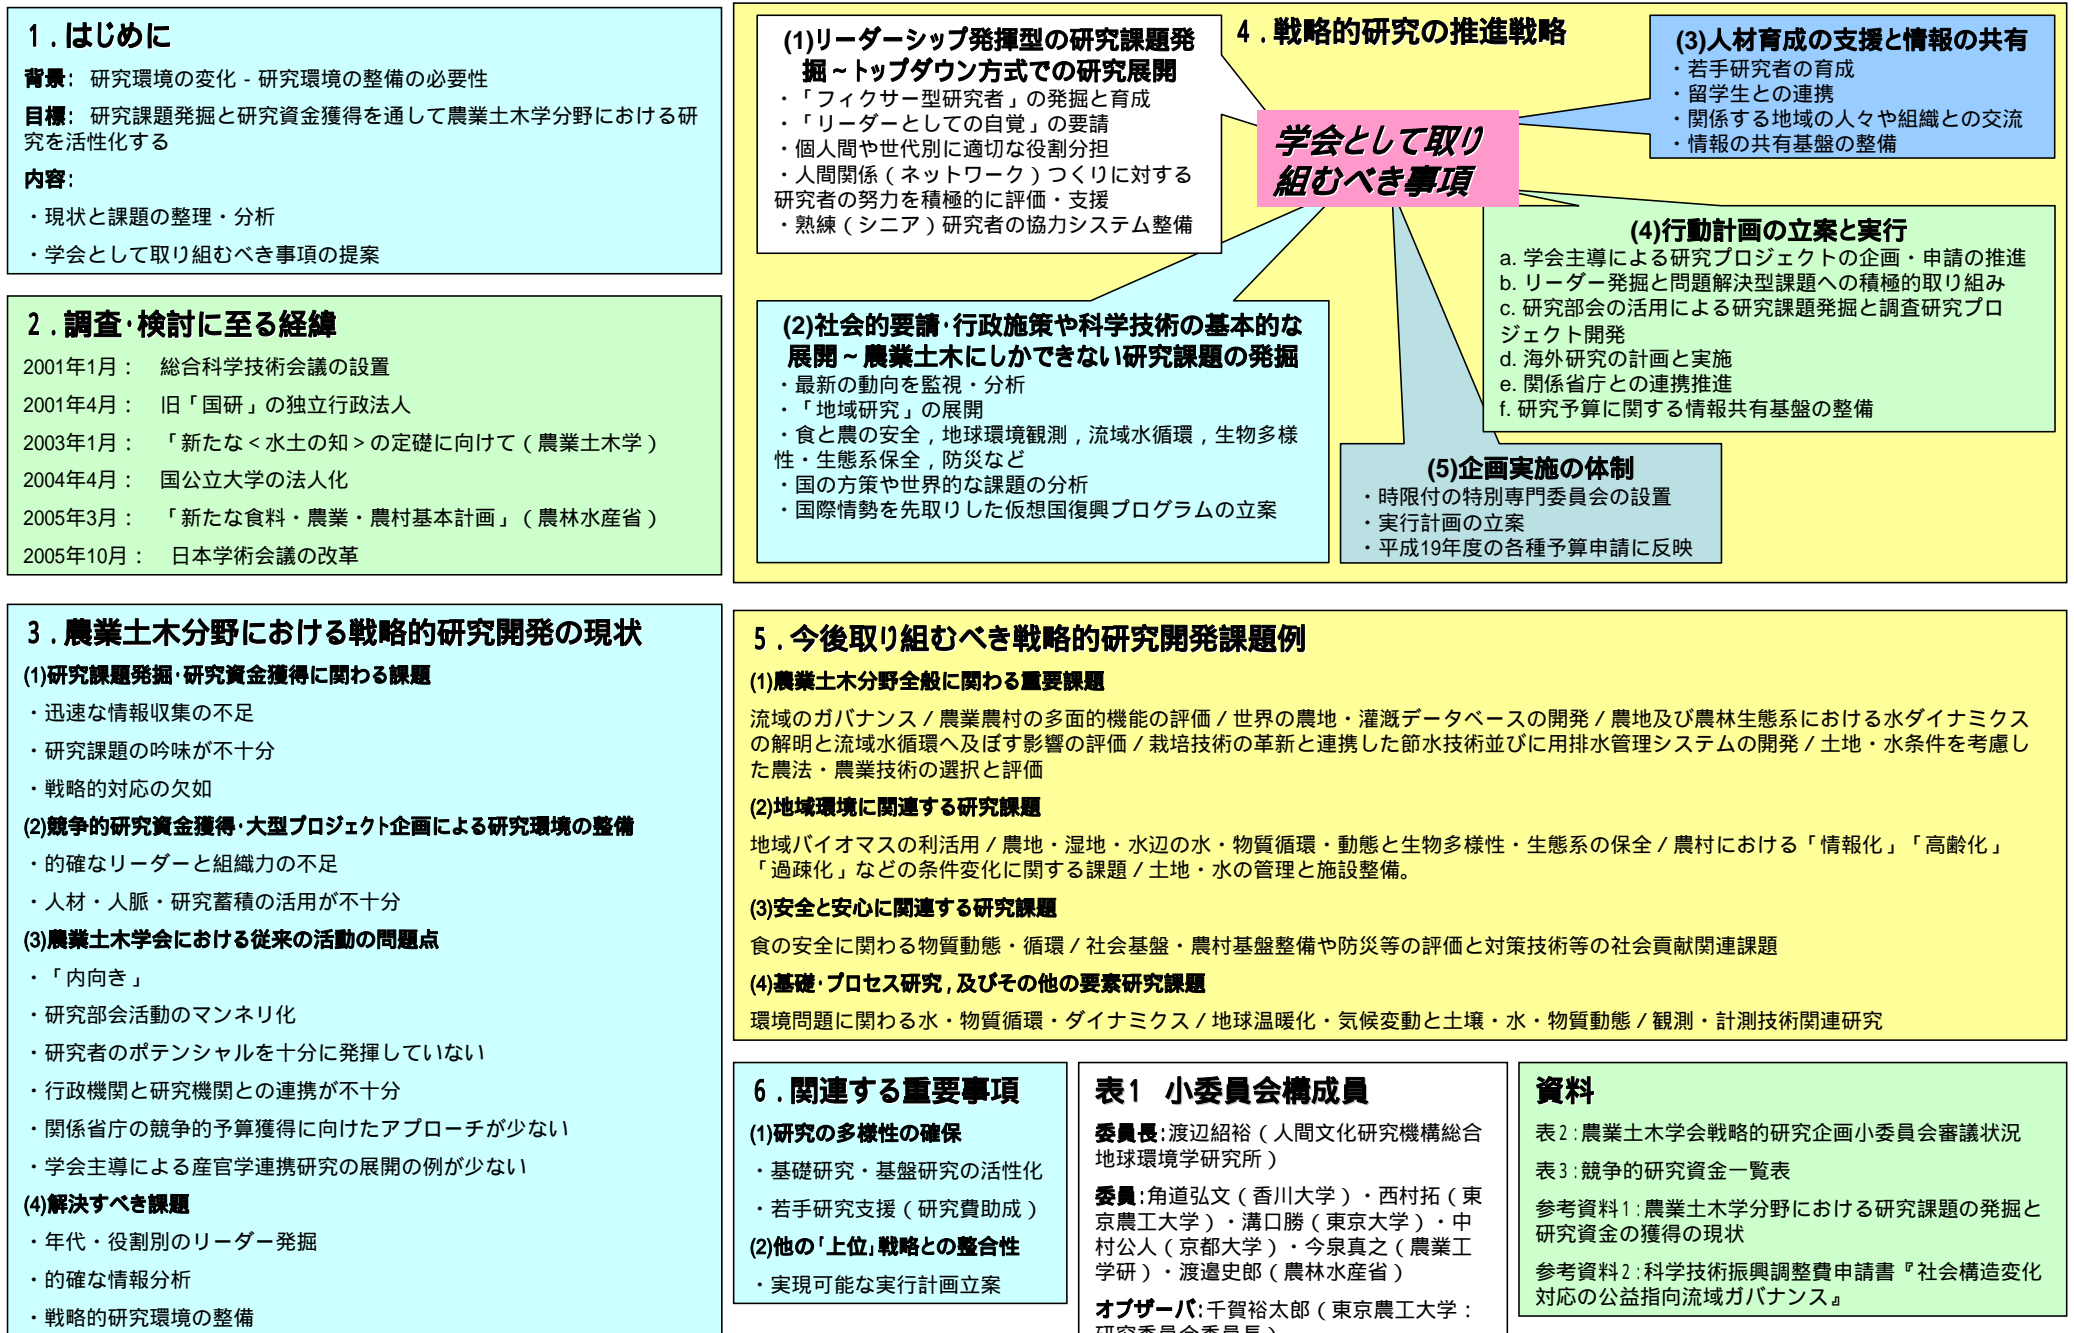 1．はじめに
背景： 研究環境の変化 - 研究環境の整備の必要性
目標： 研究課題発掘と研究資金獲得を通して農業土木学分野における研
究を活性化する
内容：
・現状と課題の整理・分析
・学会として取り組むべき事項の提案
2．調査・検討に至る経緯
2001年1月： 総合科学技術会議の設置
2001年4月： 旧「国研」の独立行政法人
2003年1月： 「新たな＜水土の知＞の定礎に向けて（農業土木学）
2004年4月： 国公立大学の法人化
2005年3月： 「新たな食料・農業・農村基本計画」（農林水産省）
2005年10月： 日本学術会議の改革
3．農業土木分野における戦略的研究開発の現状
(1)研究課題発掘・研究資金獲得に関わる課題
・迅速な情報収集の不足
・研究課題の吟味が不十分
・戦略的対応の欠如
(2)競争的研究資金獲得・大型プロジェクト企画による研究環境の整備
・的確なリーダーと組織力の不足
・人材・人脈・研究蓄積の活用が不十分
(3)農業土木学会における従来の活動の問題点
・「内向き」
・研究部会活動のマンネリ化
・研究者のポテンシャルを十分に発揮していない
・行政機関と研究機関との連携が不十分
・関係省庁の競争的予算獲得に向けたアプローチが少ない
・学会主導による産官学連携研究の展開の例が少ない
(4)解決すべき課題
・年代・役割別のリーダー発掘
・的確な情報分析
・戦略的研究環境の整備
4．戦略的研究の推進戦略
学会として取り
組むべき事項
(1)リーダーシップ発揮型の研究課題発
掘～トップダウン方式での研究展開
・「フィクサー型研究者」の発掘と育成
・「リーダーとしての自覚」の要請
・個人間や世代別に適切な役割分担
・人間関係（ネットワーク）つくりに対する
研究者の努力を積極的に評価・支援
・熟練（シニア）研究者の協力システム整備
(2)社会的要請・行政施策や科学技術の基本的な
展開～農業土木にしかできない研究課題の発掘
・最新の動向を監視・分析
・「地域研究」の展開
・食と農の安全，地球環境観測，流域水循環，生物多様
性・生態系保全，防災など
・国の方策や世界的な課題の分析
・国際情勢を先取りした仮想国復興プログラムの立案
(3)人材育成の支援と情報の共有
・若手研究者の育成
・留学生との連携
・関係する地域の人々や組織との交流
・情報の共有基盤の整備
(4)行動計画の立案と実行
a. 学会主導による研究プロジェクトの企画・申請の推進
b. リーダー発掘と問題解決型課題への積極的取り組み
c. 研究部会の活用による研究課題発掘と調査研究プロ
ジェクト開発
d. 海外研究の計画と実施
e. 関係省庁との連携推進
f. 研究予算に関する情報共有基盤の整備
(5)企画実施の体制
・時限付の特別専門委員会の設置
・実行計画の立案
・平成19年度の各種予算申請に反映
5．今後取り組むべき戦略的研究開発課題例
(1)農業土木分野全般に関わる重要課題
流域のガバナンス／農業農村の多面的機能の評価／世界の農地・灌漑データベースの開発／農地及び農林生態系における水ダイナミクス
の解明と流域水循環へ及ぼす影響の評価／栽培技術の革新と連携した節水技術並びに用排水管理システムの開発／土地・水条件を考慮し
た農法・農業技術の選択と評価
(2)地域環境に関連する研究課題
地域バイオマスの利活用／農地・湿地・水辺の水・物質循環・動態と生物多様性・生態系の保全／農村における「情報化」「高齢化」
「過疎化」などの条件変化に関する課題／土地・水の管理と施設整備。
(3)安全と安心に関連する研究課題
食の安全に関わる物質動態・循環／社会基盤・農村基盤整備や防災等の評価と対策技術等の社会貢献関連課題
(4)基礎・プロセス研究，及びその他の要素研究課題
環境問題に関わる水・物質循環・ダイナミクス／地球温暖化・気候変動と土壌・水・物質動態／観測・計測技術関連研究
6．関連する重要事項
(1)研究の多様性の確保
・基礎研究・基盤研究の活性化
・若手研究支援（研究費助成）
(2)他の「上位」戦略との整合性
・実現可能な実行計画立案
表1 小委員会構成員
委員長：渡辺紹裕（人間文化研究機構総合
地球環境学研究所）
委員：角道弘文（香川大学）・西村拓（東
京農工大学）・溝口勝（東京大学）・中
村公人（京都大学）・今泉真之（農業工
学研）・渡邉史郎（農林水産省）
オブザーバ：千賀裕太郎（東京農工大学：
研究委員会委員長）
資料
表2：農業土木学会戦略的研究企画小委員会審議状況
表3：競争的研究資金一覧表
参考資料1：農業土木学分野における研究課題の発掘と
研究資金の獲得の現状
参考資料2：科学技術振興調整費申請書『社会構造変化
対応の公益指向流域ガバナンス』